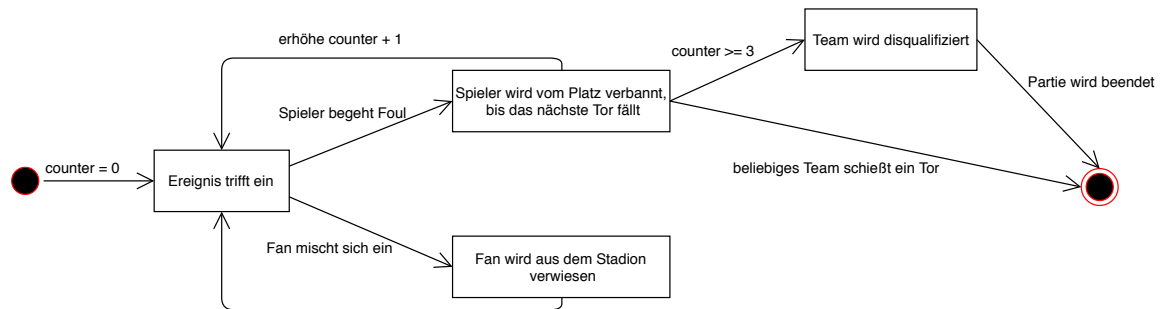 erhöhe counter + 1
counter >= 3
Team wird disqualifiziert
Partie wird beendet
Spieler wird vom Platz verbannt,
bis das nächste Tor fällt
Spieler begeht Foul
counter = 0
Ereignis trifft ein
beliebiges Team schießt ein Tor
Fan mischt sich ein
Fan wird aus dem Stadion
verwiesen